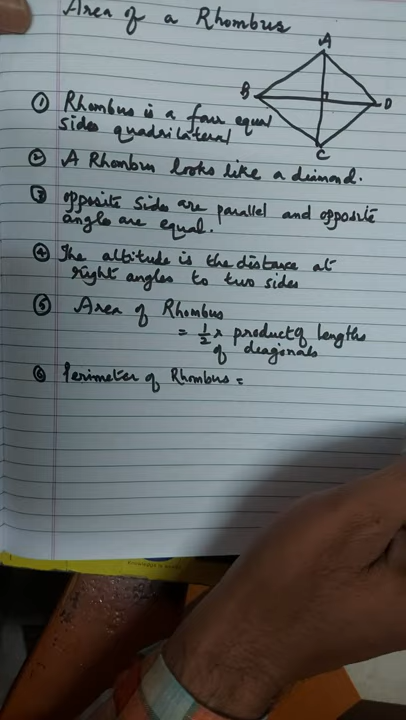 Area of a Rhombus
A
B
D
C
① Rhombus is a four equal
sides quadrilateral
② A Rhombus looks like a diamond.
③ opposite sides are parallel and opposite
angles are equal.
④ The altitude is the distance at
right angles to two sides
⑤ Area of Rhombus
= 1/2 x product of lengths
of diagonals
⑥ Perimeter of Rhombus =